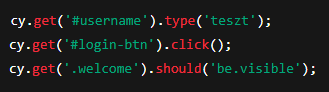 cy.get('#username').type('teszt');
cy.get('#login-btn').click();
cy.get('.welcome').should('be.visible');